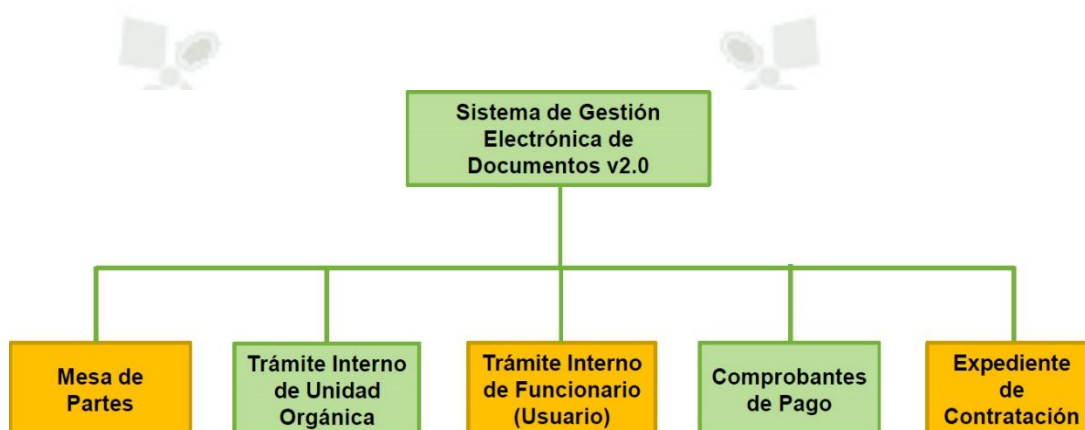 Sistema de Gestión
Electrónica de
Documentos v2.0
Mesa de
Partes
Trámite Interno
de Unidad
Orgánica
Trámite Interno
de Funcionario
(Usuario)
Comprobantes
de Pago
Expediente
de
Contratación